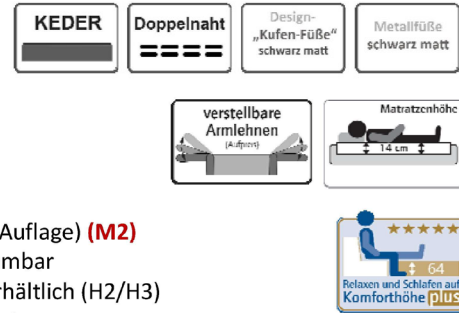 KEDER
Doppelnaht
Design-
„Kufen-Füße“
schwarz matt
Metallfüße
schwarz matt
verstellbare
Armlehnen
(Aufpreis)
Matratzenhöhe
14 cm
Auflage) (M2)
mbar
rhältlich (H2/H3)
64
Relaxen und Schlafen auf
Komforthöhe plus